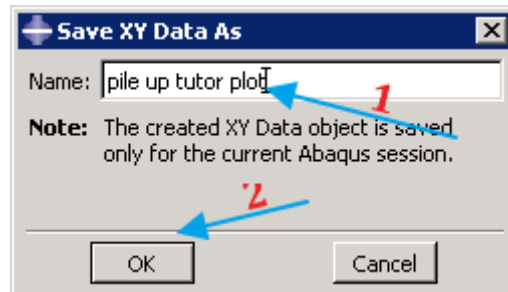 Save XY Data As
Name: pile up tutor plot
1
Note: The created XY Data object is saved
only for the current Abaqus session.
2
OK Cancel